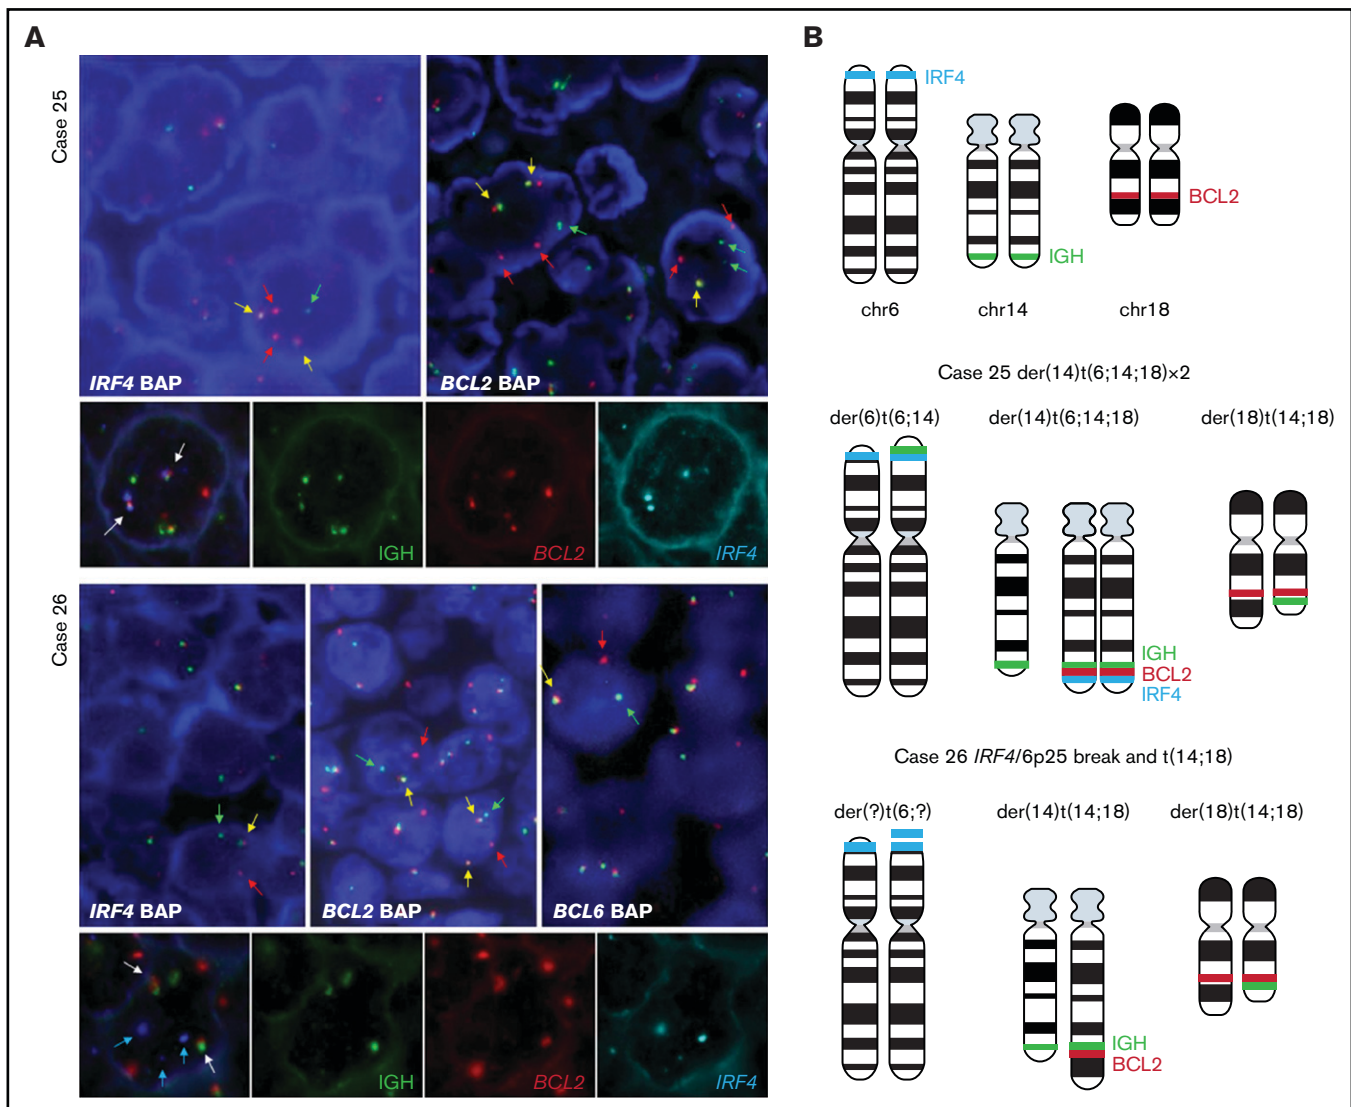 A
Case 25
IRF4 BAP
BCL2 BAP
IGH
BCL2
IRF4
Case 26
IRF4 BAP
BCL2 BAP
BCL6 BAP
IGH
BCL2
IRF4
B
IRF4
BCL2
IGH
chr6
chr14
chr18
Case 25 der(14)t(6;14;18)×2
der(6)t(6;14)
der(14)t(6;14;18)
der(18)t(14;18)
IGH
BCL2
IRF4
Case 26 IRF4/6p25 break and t(14;18)
der(?)t(6;?)
der(14)t(14;18)
der(18)t(14;18)
IGH
BCL2